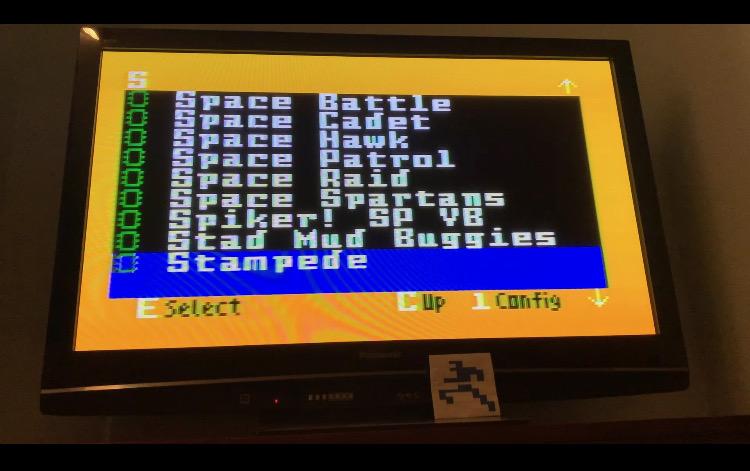 S
Space Battle
Space Cadet
Space Hawk
Space Patrol
Space Raid
Space Spartans
Spiker! SP VB
Stad Mud Buggies
Stampede
E Select C Up 1 Config
Panasonic